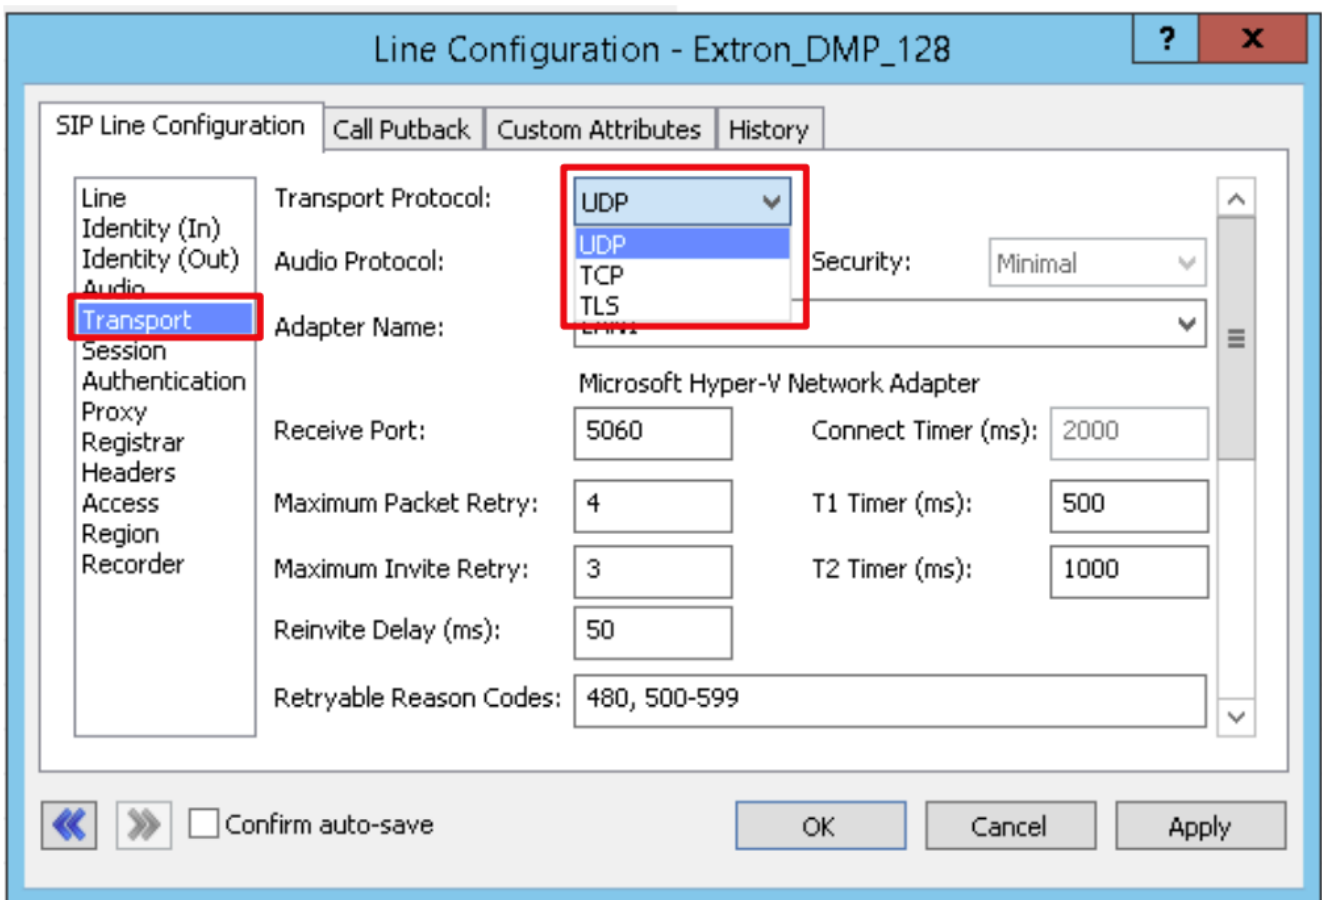 Line Configuration - Extron_DMP_128
?
X
SIP Line Configuration
Call Putback
Custom Attributes
History
Line
Identity (In)
Identity (Out)
Audio
Transport
Session
Authentication
Proxy
Registrar
Headers
Access
Region
Recorder
Transport Protocol: UDP
UDP
TCP
TLS
Audio Protocol:
Security: Minimal
Adapter Name: LAN1
Microsoft Hyper-V Network Adapter
Receive Port: 5060
Connect Timer (ms): 2000
Maximum Packet Retry: 4
T1 Timer (ms): 500
Maximum Invite Retry: 3
T2 Timer (ms): 1000
Reinvite Delay (ms): 50
Retryable Reason Codes: 480, 500-599
Confirm auto-save
OK
Cancel
Apply